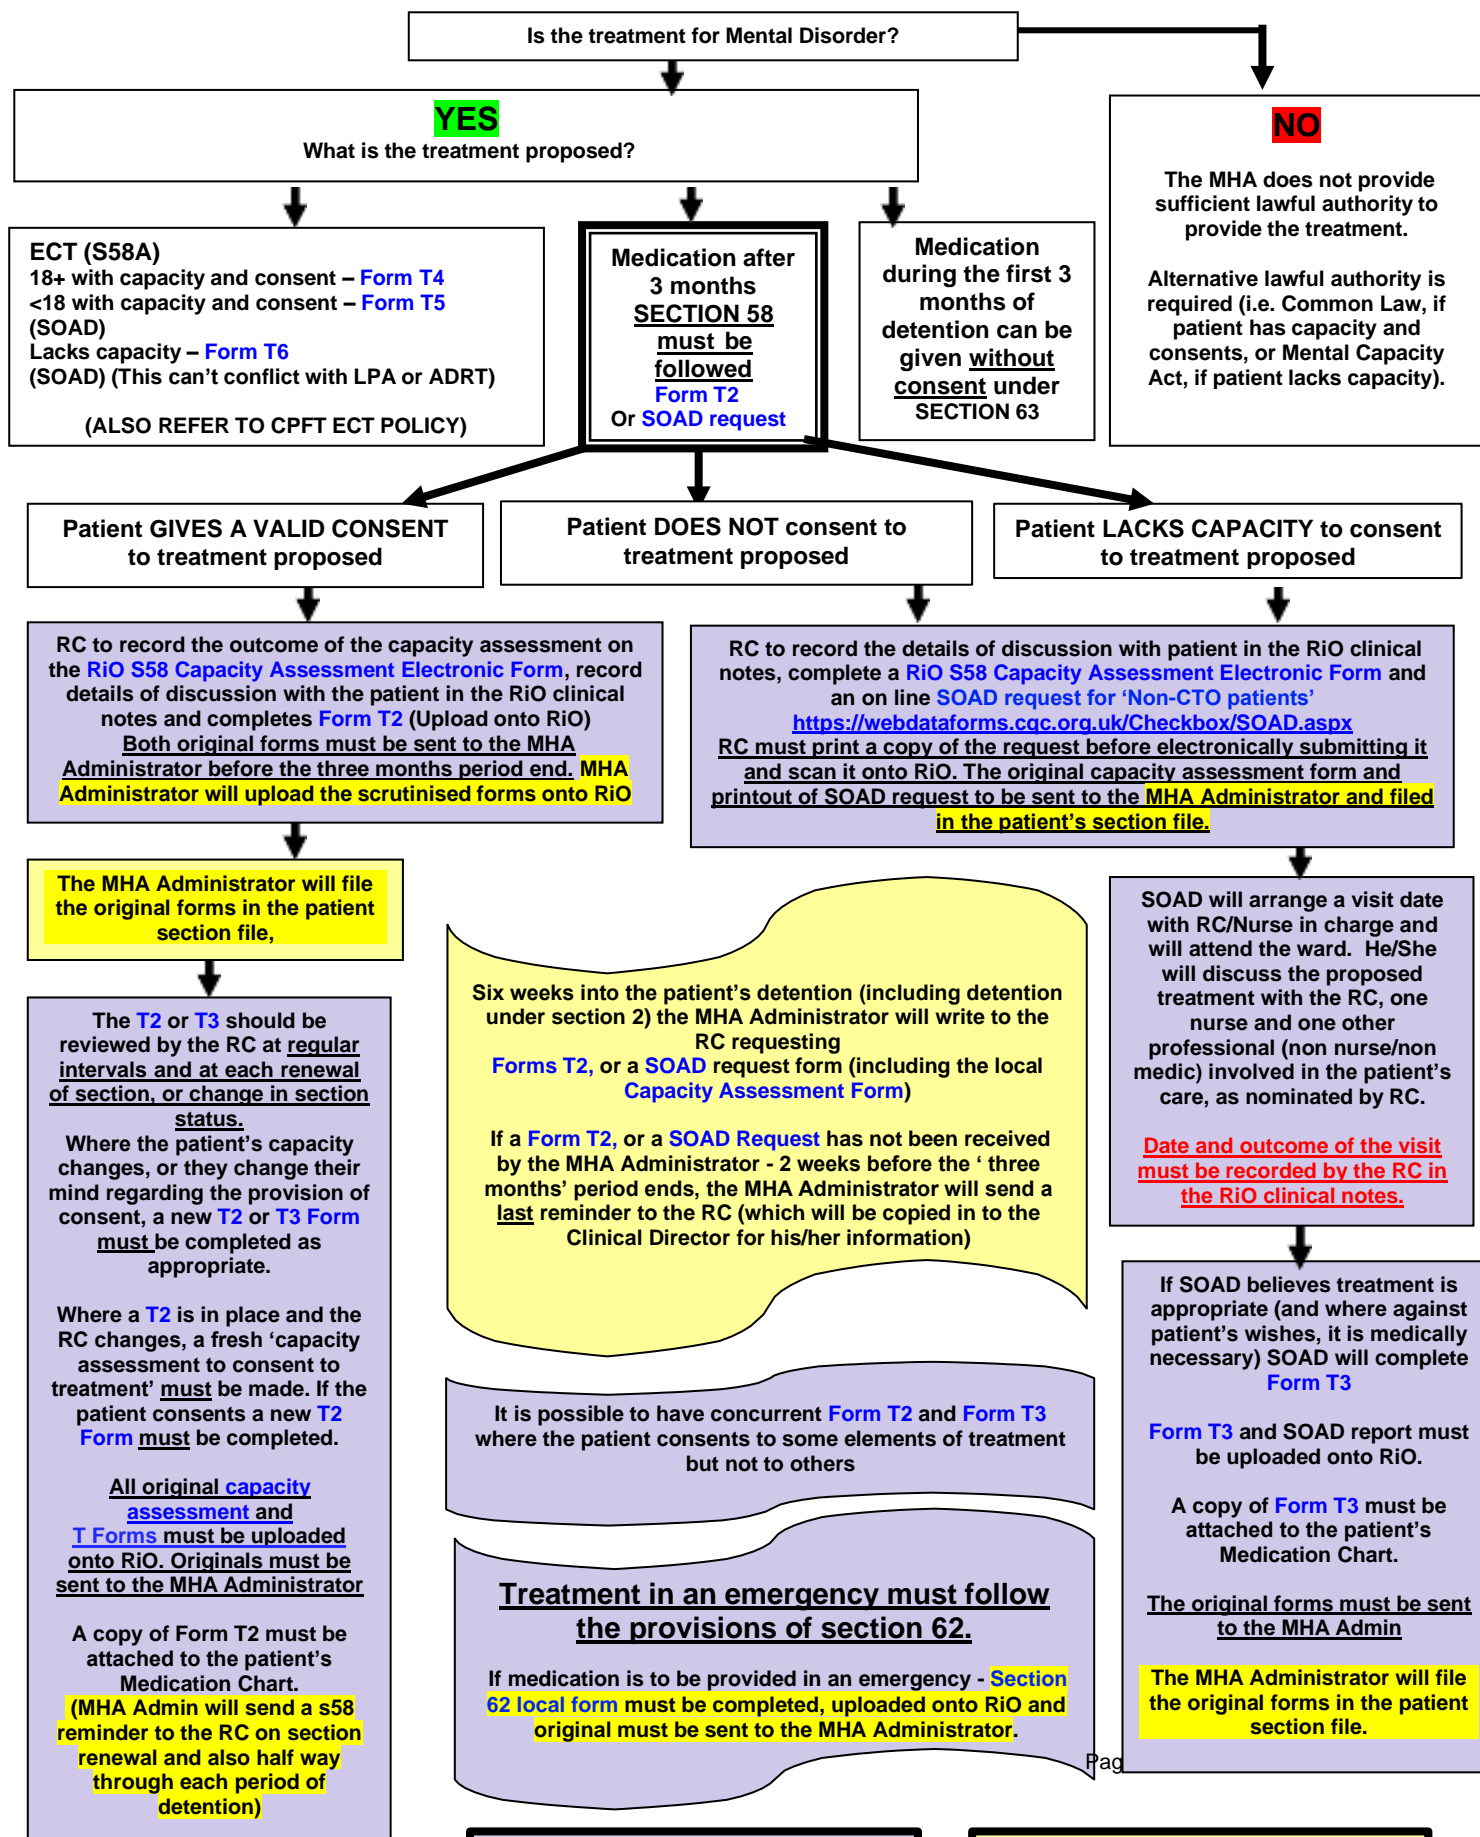 Is the treatment for Mental Disorder?
YES
What is the treatment proposed?
NO
The MHA does not provide
sufficient lawful authority to
provide the treatment.
Alternative lawful authority is
required (i.e. Common Law, if
patient has capacity and
consents, or Mental Capacity
Act, if patient lacks capacity).
ECT (S58A)
18+ with capacity and consent – Form T4
<18 with capacity and consent – Form T5
(SOAD)
Lacks capacity – Form T6
(SOAD) (This can't conflict with LPA or ADRT)
(ALSO REFER TO CPFT ECT POLICY)
Medication after
3 months
SECTION 58
must be
followed
Form T2
Or SOAD request
Medication
during the first 3
months of
detention can be
given without
consent under
SECTION 63
Patient GIVES A VALID CONSENT
to treatment proposed
Patient DOES NOT consent to
treatment proposed
Patient LACKS CAPACITY to consent
to treatment proposed
RC to record the outcome of the capacity assessment on
the RiO S58 Capacity Assessment Electronic Form, record
details of discussion with the patient in the RiO clinical
notes and completes Form T2 (Upload onto RiO)
Both original forms must be sent to the MHA
Administrator before the three months period end. MHA
Administrator will upload the scrutinised forms onto RiO
RC to record the details of discussion with patient in the RiO clinical
notes, complete a RiO S58 Capacity Assessment Electronic Form and
an on line SOAD request for 'Non-CTO patients'
https://webdataforms.cqc.org.uk/Checkbox/SOAD.aspx
RC must print a copy of the request before electronically submitting it
and scan it onto RiO. The original capacity assessment form and
printout of SOAD request to be sent to the MHA Administrator and filed
in the patient's section file.
The MHA Administrator will file
the original forms in the patient
section file,
The T2 or T3 should be
reviewed by the RC at regular
intervals and at each renewal
of section, or change in section
status.
Where the patient's capacity
changes, or they change their
mind regarding the provision of
consent, a new T2 or T3 Form
must be completed as
appropriate.
Where a T2 is in place and the
RC changes, a fresh 'capacity
assessment to consent to
treatment' must be made. If the
patient consents a new T2
Form must be completed.
All original capacity
assessment and
T Forms must be uploaded
onto RiO. Originals must be
sent to the MHA Administrator
A copy of Form T2 must be
attached to the patient's
Medication Chart.
(MHA Admin will send a s58
reminder to the RC on section
renewal and also half way
through each period of
detention)
Six weeks into the patient's detention (including detention
under section 2) the MHA Administrator will write to the
RC requesting
Forms T2, or a SOAD request form (including the local
Capacity Assessment Form)
If a Form T2, or a SOAD Request has not been received
by the MHA Administrator - 2 weeks before the ' three
months' period ends, the MHA Administrator will send a
last reminder to the RC (which will be copied in to the
Clinical Director for his/her information)
It is possible to have concurrent Form T2 and Form T3
where the patient consents to some elements of treatment
but not to others
Treatment in an emergency must follow
the provisions of section 62.
If medication is to be provided in an emergency - Section
62 local form must be completed, uploaded onto RiO and
original must be sent to the MHA Administrator.
SOAD will arrange a visit date
with RC/Nurse in charge and
will attend the ward. He/She
will discuss the proposed
treatment with the RC, one
nurse and one other
professional (non nurse/non
medic) involved in the patient's
care, as nominated by RC.
Date and outcome of the visit
must be recorded by the RC in
the RiO clinical notes.
If SOAD believes treatment is
appropriate (and where against
patient's wishes, it is medically
necessary) SOAD will complete
Form T3
Form T3 and SOAD report must
be uploaded onto RiO.
A copy of Form T3 must be
attached to the patient's
Medication Chart.
The original forms must be sent
to the MHA Admin
The MHA Administrator will file
the original forms in the patient
section file.
Pag